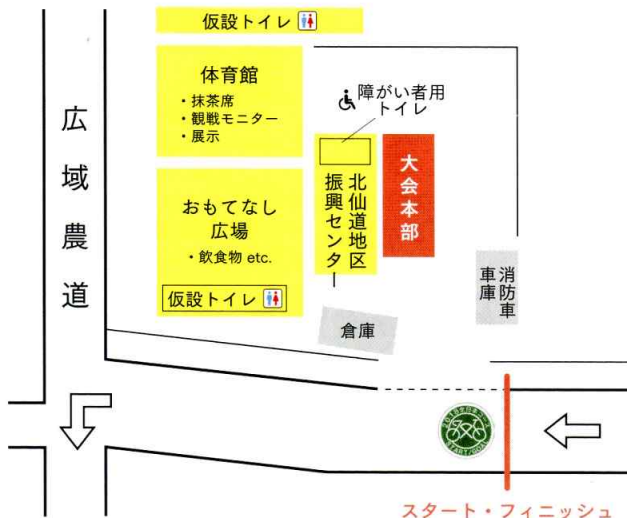 仮設トイレ
体育館
・抹茶席
・観戦モニター
・展示
障がい者用
トイレ
広域農道
おもてなし
広場
・飲食物 etc.
仮設トイレ
北仙道地区
振興センター
大会本部
消防車
車庫
倉庫
START/GOAL
スタート・フィニッシュ